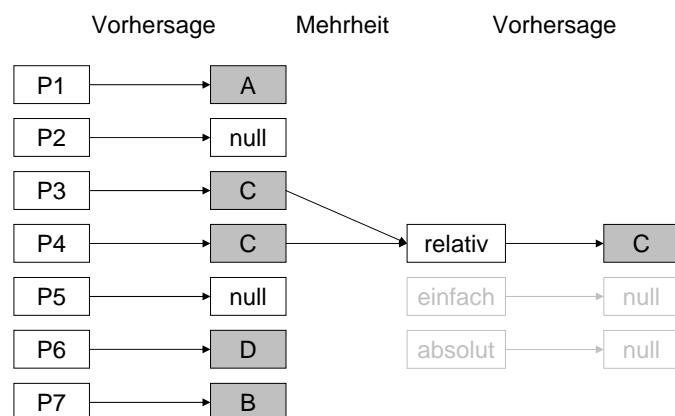 Vorhersage Mehrheit Vorhersage
P1 A
P2 null
P3 C
P4 C relativ C
P5 null einfach null
P6 D absolut null
P7 B